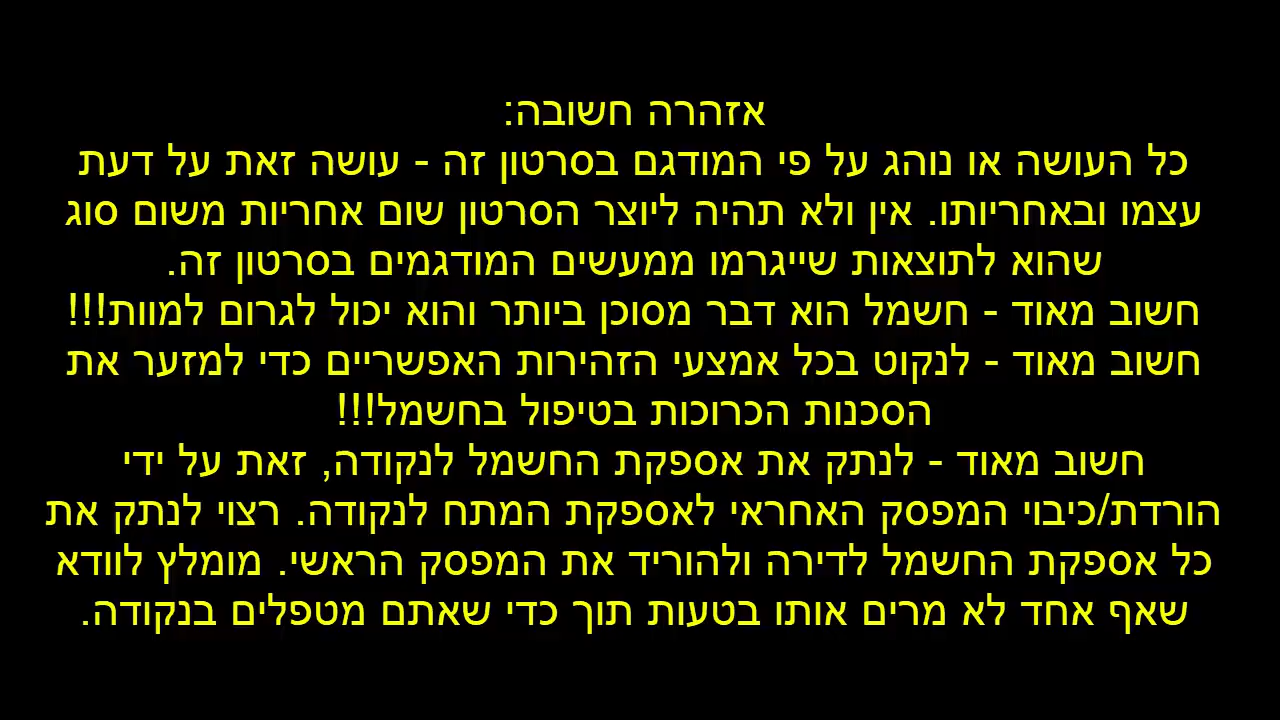 אזהרה חשובה:
כל העושה או נוהג על פי המודגם בסרטון זה - עושה זאת על דעת
עצמו ובאחריותו. אין ולא תהיה ליוצר הסרטון שום אחריות משום סוג
שהוא לתוצאות שייגרמו ממעשים המודגמים בסרטון זה.
חשוב מאוד - חשמל הוא דבר מסוכן ביותר והוא יכול לגרום למוות!!!
חשוב מאוד - לנקוט בכל אמצעי הזהירות האפשריים כדי למזער את
הסכנות הכרוכות בטיפול בחשמל!!!
חשוב מאוד - לנתק את אספקת החשמל לנקודה, זאת על ידי
הורדת/כיבוי המפסק האחראי לאספקת המתח לנקודה. רצוי לנתק את
כל אספקת החשמל לדירה ולהוריד את המפסק הראשי. מומלץ לוודא
שאף אחד לא מרים אותו בטעות תוך כדי שאתם מטפלים בנקודה.